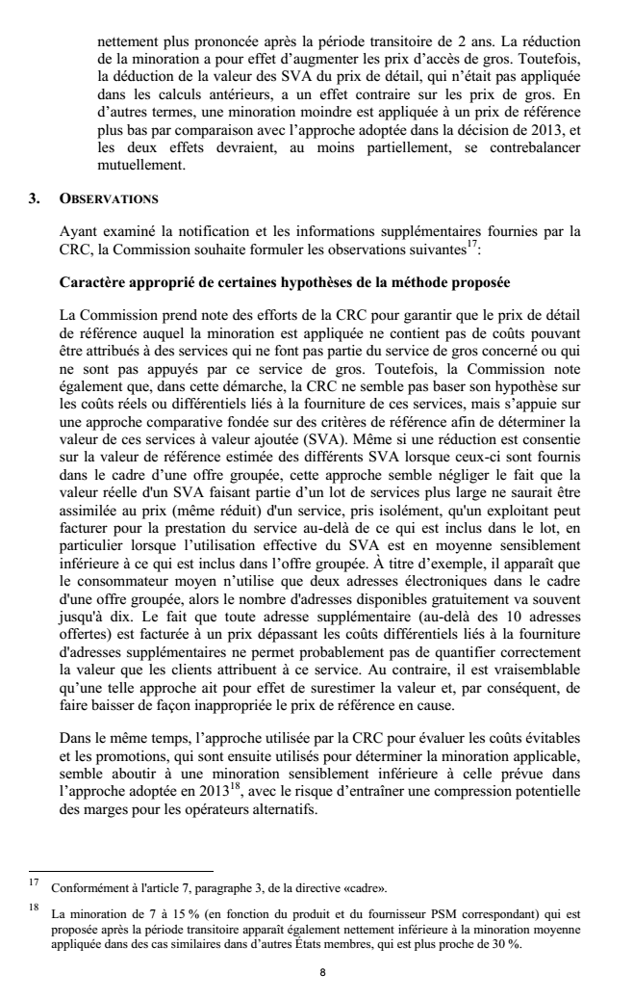 nettement plus prononcée après la période transitoire de 2 ans. La réduction
de la minoration a pour effet d’augmenter les prix d’accès de gros. Toutefois,
la déduction de la valeur des SVA du prix de détail, qui n’était pas appliquée
dans les calculs antérieurs, a un effet contraire sur les prix de gros. En
d’autres termes, une minoration moindre est appliquée à un prix de référence
plus bas par comparaison avec l’approche adoptée dans la décision de 2013, et
les deux effets devraient, au moins partiellement, se contrebalancer
mutuellement.
3. OBSERVATIONS
Ayant examiné la notification et les informations supplémentaires fournies par la
CRC, la Commission souhaite formuler les observations suivantes17:
Caractère approprié de certaines hypothèses de la méthode proposée
La Commission prend note des efforts de la CRC pour garantir que le prix de détail
de référence auquel la minoration est appliquée ne contient pas de coûts pouvant
être attribués à des services qui ne font pas partie du service de gros concerné ou qui
ne sont pas appuyés par ce service de gros. Toutefois, la Commission note
également que, dans cette démarche, la CRC ne semble pas baser son hypothèse sur
les coûts réels ou différentiels liés à la fourniture de ces services, mais s’appuie sur
une approche comparative fondée sur des critères de référence afin de déterminer la
valeur de ces services à valeur ajoutée (SVA). Même si une réduction est consentie
sur la valeur de référence estimée des différents SVA lorsque ceux-ci sont fournis
dans le cadre d’une offre groupée, cette approche semble négliger le fait que la
valeur réelle d'un SVA faisant partie d’un lot de services plus large ne saurait être
assimilée au prix (même réduit) d'un service, pris isolément, qu'un exploitant peut
facturer pour la prestation du service au-delà de ce qui est inclus dans le lot, en
particulier lorsque l’utilisation effective du SVA est en moyenne sensiblement
inférieure à ce qui est inclus dans l’offre groupée. À titre d’exemple, il apparaît que
le consommateur moyen n’utilise que deux adresses électroniques dans le cadre
d'une offre groupée, alors le nombre d'adresses disponibles gratuitement va souvent
jusqu'à dix. Le fait que toute adresse supplémentaire (au-delà des 10 adresses
offertes) est facturée à un prix dépassant les coûts différentiels liés à la fourniture
d'adresses supplémentaires ne permet probablement pas de quantifier correctement
la valeur que les clients attribuent à ce service. Au contraire, il est vraisemblable
qu’une telle approche ait pour effet de surestimer la valeur et, par conséquent, de
faire baisser de façon inappropriée le prix de référence en cause.
Dans le même temps, l’approche utilisée par la CRC pour évaluer les coûts évitables
et les promotions, qui sont ensuite utilisés pour déterminer la minoration applicable,
semble aboutir à une minoration sensiblement inférieure à celle prévue dans
l’approche adoptée en 201318, avec le risque d’entraîner une compression potentielle
des marges pour les opérateurs alternatifs.
17 Conformément à l'article 7, paragraphe 3, de la directive «cadre».
18 La minoration de 7 à 15 % (en fonction du produit et du fournisseur PSM correspondant) qui est
proposée après la période transitoire apparaît également nettement inférieure à la minoration moyenne
appliquée dans des cas similaires dans d’autres États membres, qui est plus proche de 30 %.
8